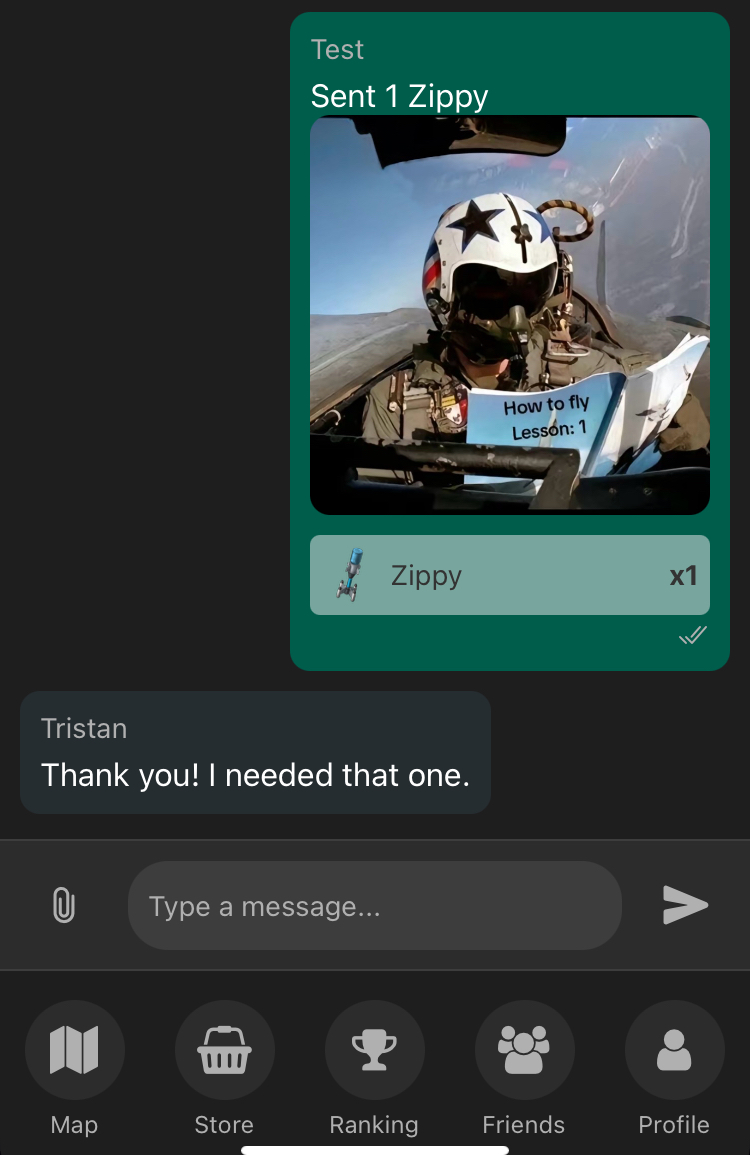 Test
Sent 1 Zippy
How to fly
Lesson: 1
Zippy x1
Tristan
Thank you! I needed that one.
Type a message...
Map Store Ranking Friends Profile